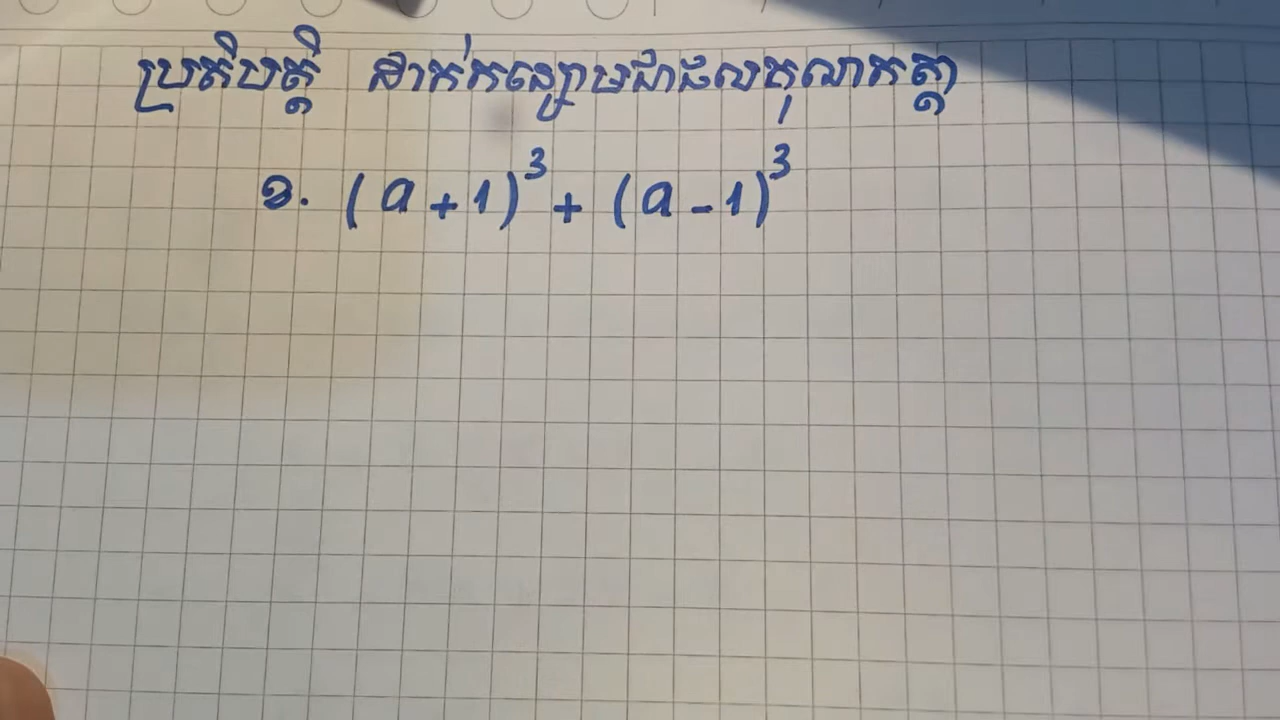 ប្រតិបត្តិ ដាក់កន្សោមជាផលគុណកត្តា
ខ. (a + 1)³ + (a - 1)³